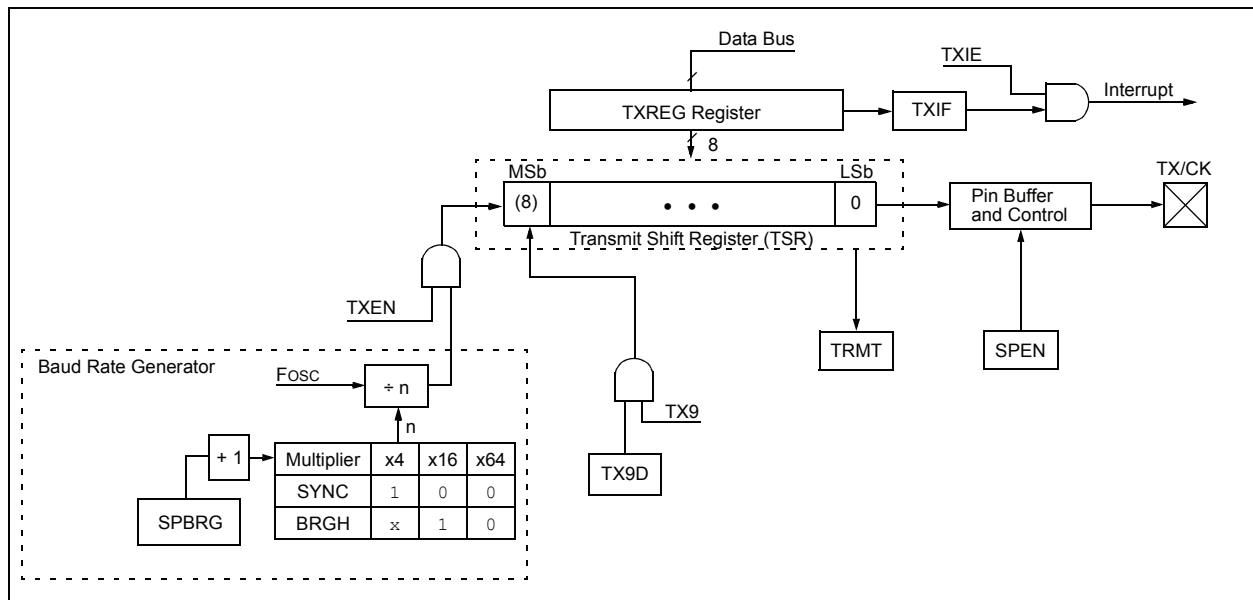 Data Bus
TXIE
Interrupt
TXREG Register
TXIF
8
MSb
LSb
TX/CK
(8)
• • •
0
Pin Buffer
and Control
Transmit Shift Register (TSR)
TXEN
TRMT
SPEN
Baud Rate Generator
FOSC
÷ n
n
TX9
+ 1
Multiplier x4 x16 x64
SYNC 1 0 0
BRGH x 1 0
TX9D
SPBRG